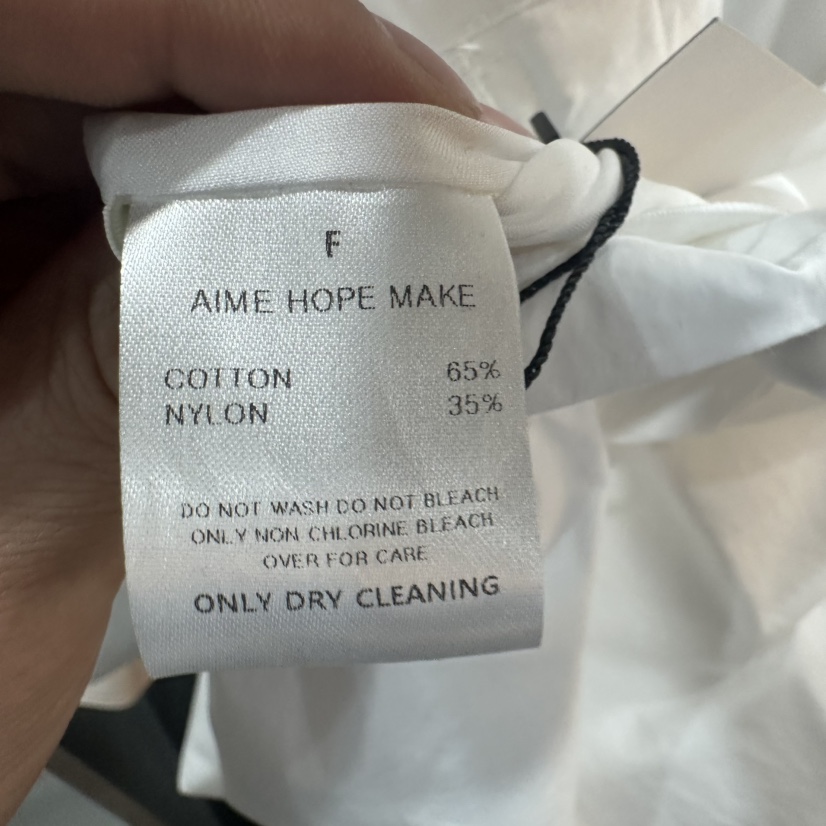 F
AIME HOPE MAKE
COTTON 65%
NYLON 35%
DO NOT WASH DO NOT BLEACH
ONLY NON CHLORINE BLEACH
OVER FOR CARE
ONLY DRY CLEANING